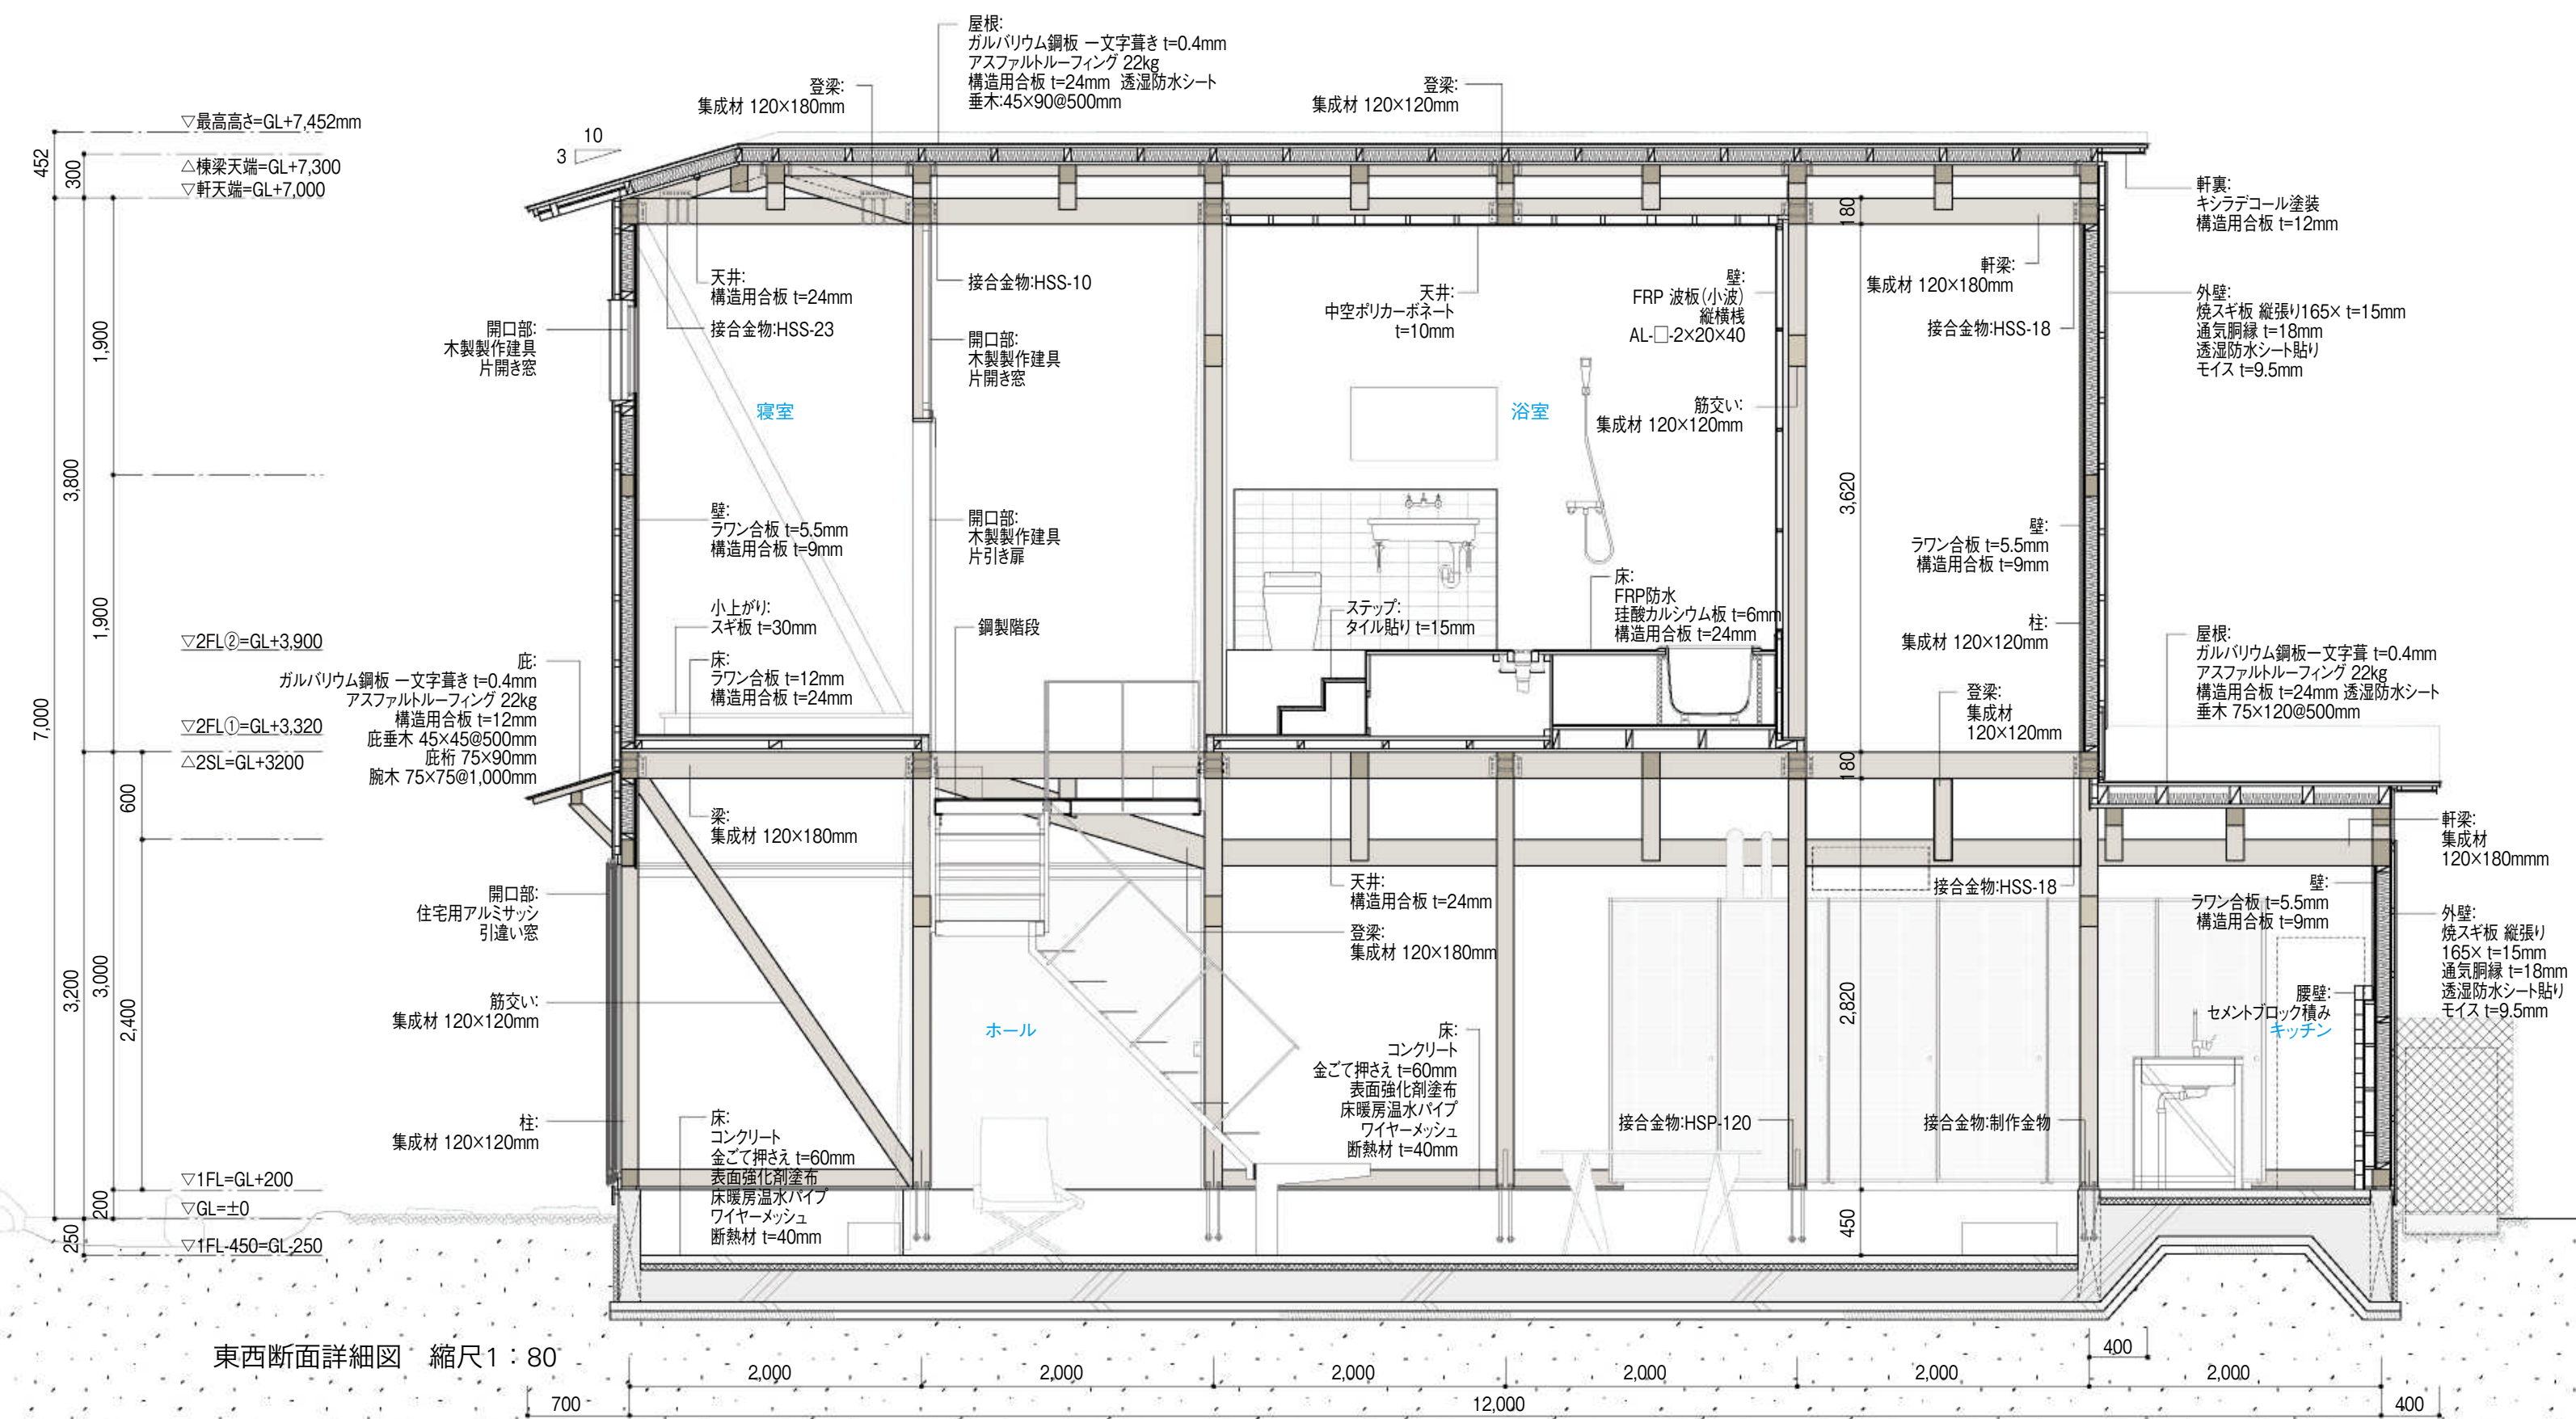 屋根:
ガルバリウム鋼板 一文字葺き t=0.4mm
アスファルトルーフィング 22kg
構造用合板 t=24mm 透湿防水シート
垂木:45×90@500mm
登梁:
集成材 120×180mm
登梁:
集成材 120×120mm
▽最高高さ=GL+7,452mm
△棟梁天端=GL+7,300
▽軒天端=GL+7,000
10
3
452
300
軒裏:
キシラデコール塗装
構造用合板 t=12mm
180
天井:
構造用合板 t=24mm
接合金物:HSS-23
接合金物:HSS-10
天井:
中空ポリカーボネート
t=10mm
壁:
FRP 波板(小波)
縦横桟
AL-□-2×20×40
軒梁:
集成材 120×180mm
接合金物:HSS-18
外壁:
焼スギ板 縦張り165× t=15mm
通気胴縁 t=18mm
透湿防水シート貼り
モイス t=9.5mm
開口部:
木製製作建具
片開き窓
開口部:
木製製作建具
片開き窓
1,900
寝室
浴室
筋交い:
集成材 120×120mm
3,800
3,620
壁:
ラワン合板 t=5.5mm
構造用合板 t=9mm
開口部:
木製製作建具
片引き扉
壁:
ラワン合板 t=5.5mm
構造用合板 t=9mm
1,900
小上がり:
スギ板 t=30mm
鋼製階段
ステップ:
タイル貼り t=15mm
床:
FRP防水
珪酸カルシウム板 t=6mm
構造用合板 t=24mm
柱:
集成材 120×120mm
屋根:
ガルバリウム鋼板一文字葺 t=0.4mm
アスファルトルーフィング 22kg
構造用合板 t=24mm 透湿防水シート
垂木 75×120@500mm
▽2FL②=GL+3,900
庇:
ガルバリウム鋼板 一文字葺き t=0.4mm
アスファルトルーフィング 22kg
構造用合板 t=12mm
庇垂木 45×45@500mm
庇桁 75×90mm
腕木 75×75@1,000mm
床:
ラワン合板 t=12mm
構造用合板 t=24mm
登梁:
集成材
120×120mm
7,000
▽2FL①=GL+3,320
△2SL=GL+3200
180
600
梁:
集成材 120×180mm
軒梁:
集成材
120×180mmm
天井:
構造用合板 t=24mm
接合金物:HSS-18
壁:
ラワン合板 t=5.5mm
構造用合板 t=9mm
開口部:
住宅用アルミサッシ
引違い窓
登梁:
集成材 120×180mm
外壁:
焼スギ板 縦張り
165× t=15mm
通気胴縁 t=18mm
透湿防水シート貼り
モイス t=9.5mm
3,200
3,000
2,400
2,820
筋交い:
集成材 120×120mm
ホール
腰壁:
セメントブロック積み
キッチン
床:
コンクリート
金ごて押さえ t=60mm
表面強化剤塗布
床暖房温水パイプ
ワイヤーメッシュ
断熱材 t=40mm
柱:
集成材 120×120mm
床:
コンクリート
金ごて押さえ t=60mm
表面強化剤塗布
床暖房温水パイプ
ワイヤーメッシュ
断熱材 t=40mm
接合金物:HSP-120
接合金物:制作金物
▽1FL=GL+200
▽GL=±0
▽1FL-450=GL-250
200
250
450
東西断面詳細図 縮尺1：80
400
2,000
2,000
2,000
2,000
2,000
2,000
700
12,000
400